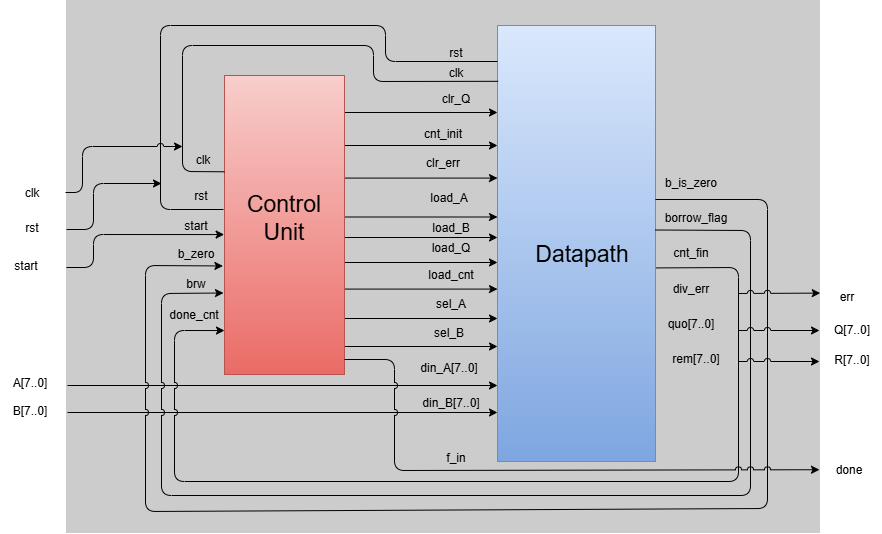 rst
clk
clr_Q
cnt_init
clr_err
clk
b_is_zero
clk
rst
load_A
Control
Unit
borrow_flag
rst
start
load_B
load_Q
Datapath
b_zero
cnt_fin
start
load_cnt
brw
div_err
err
sel_A
done_cnt
quo[7..0]
Q[7..0]
sel_B
rem[7..0]
R[7..0]
din_A[7..0]
A[7..0]
din_B[7..0]
B[7..0]
f_in
done